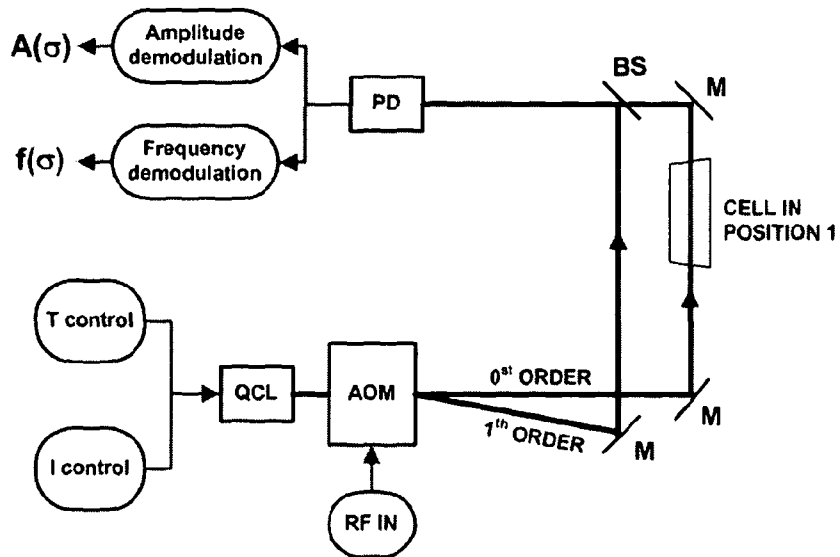 A(σ)
Amplitude
demodulation
PD
BS
M
f(σ)
Frequency
demodulation
CELL IN
POSITION 1
T control
QCL
AOM
0st ORDER
1th ORDER
M
M
I control
RF IN